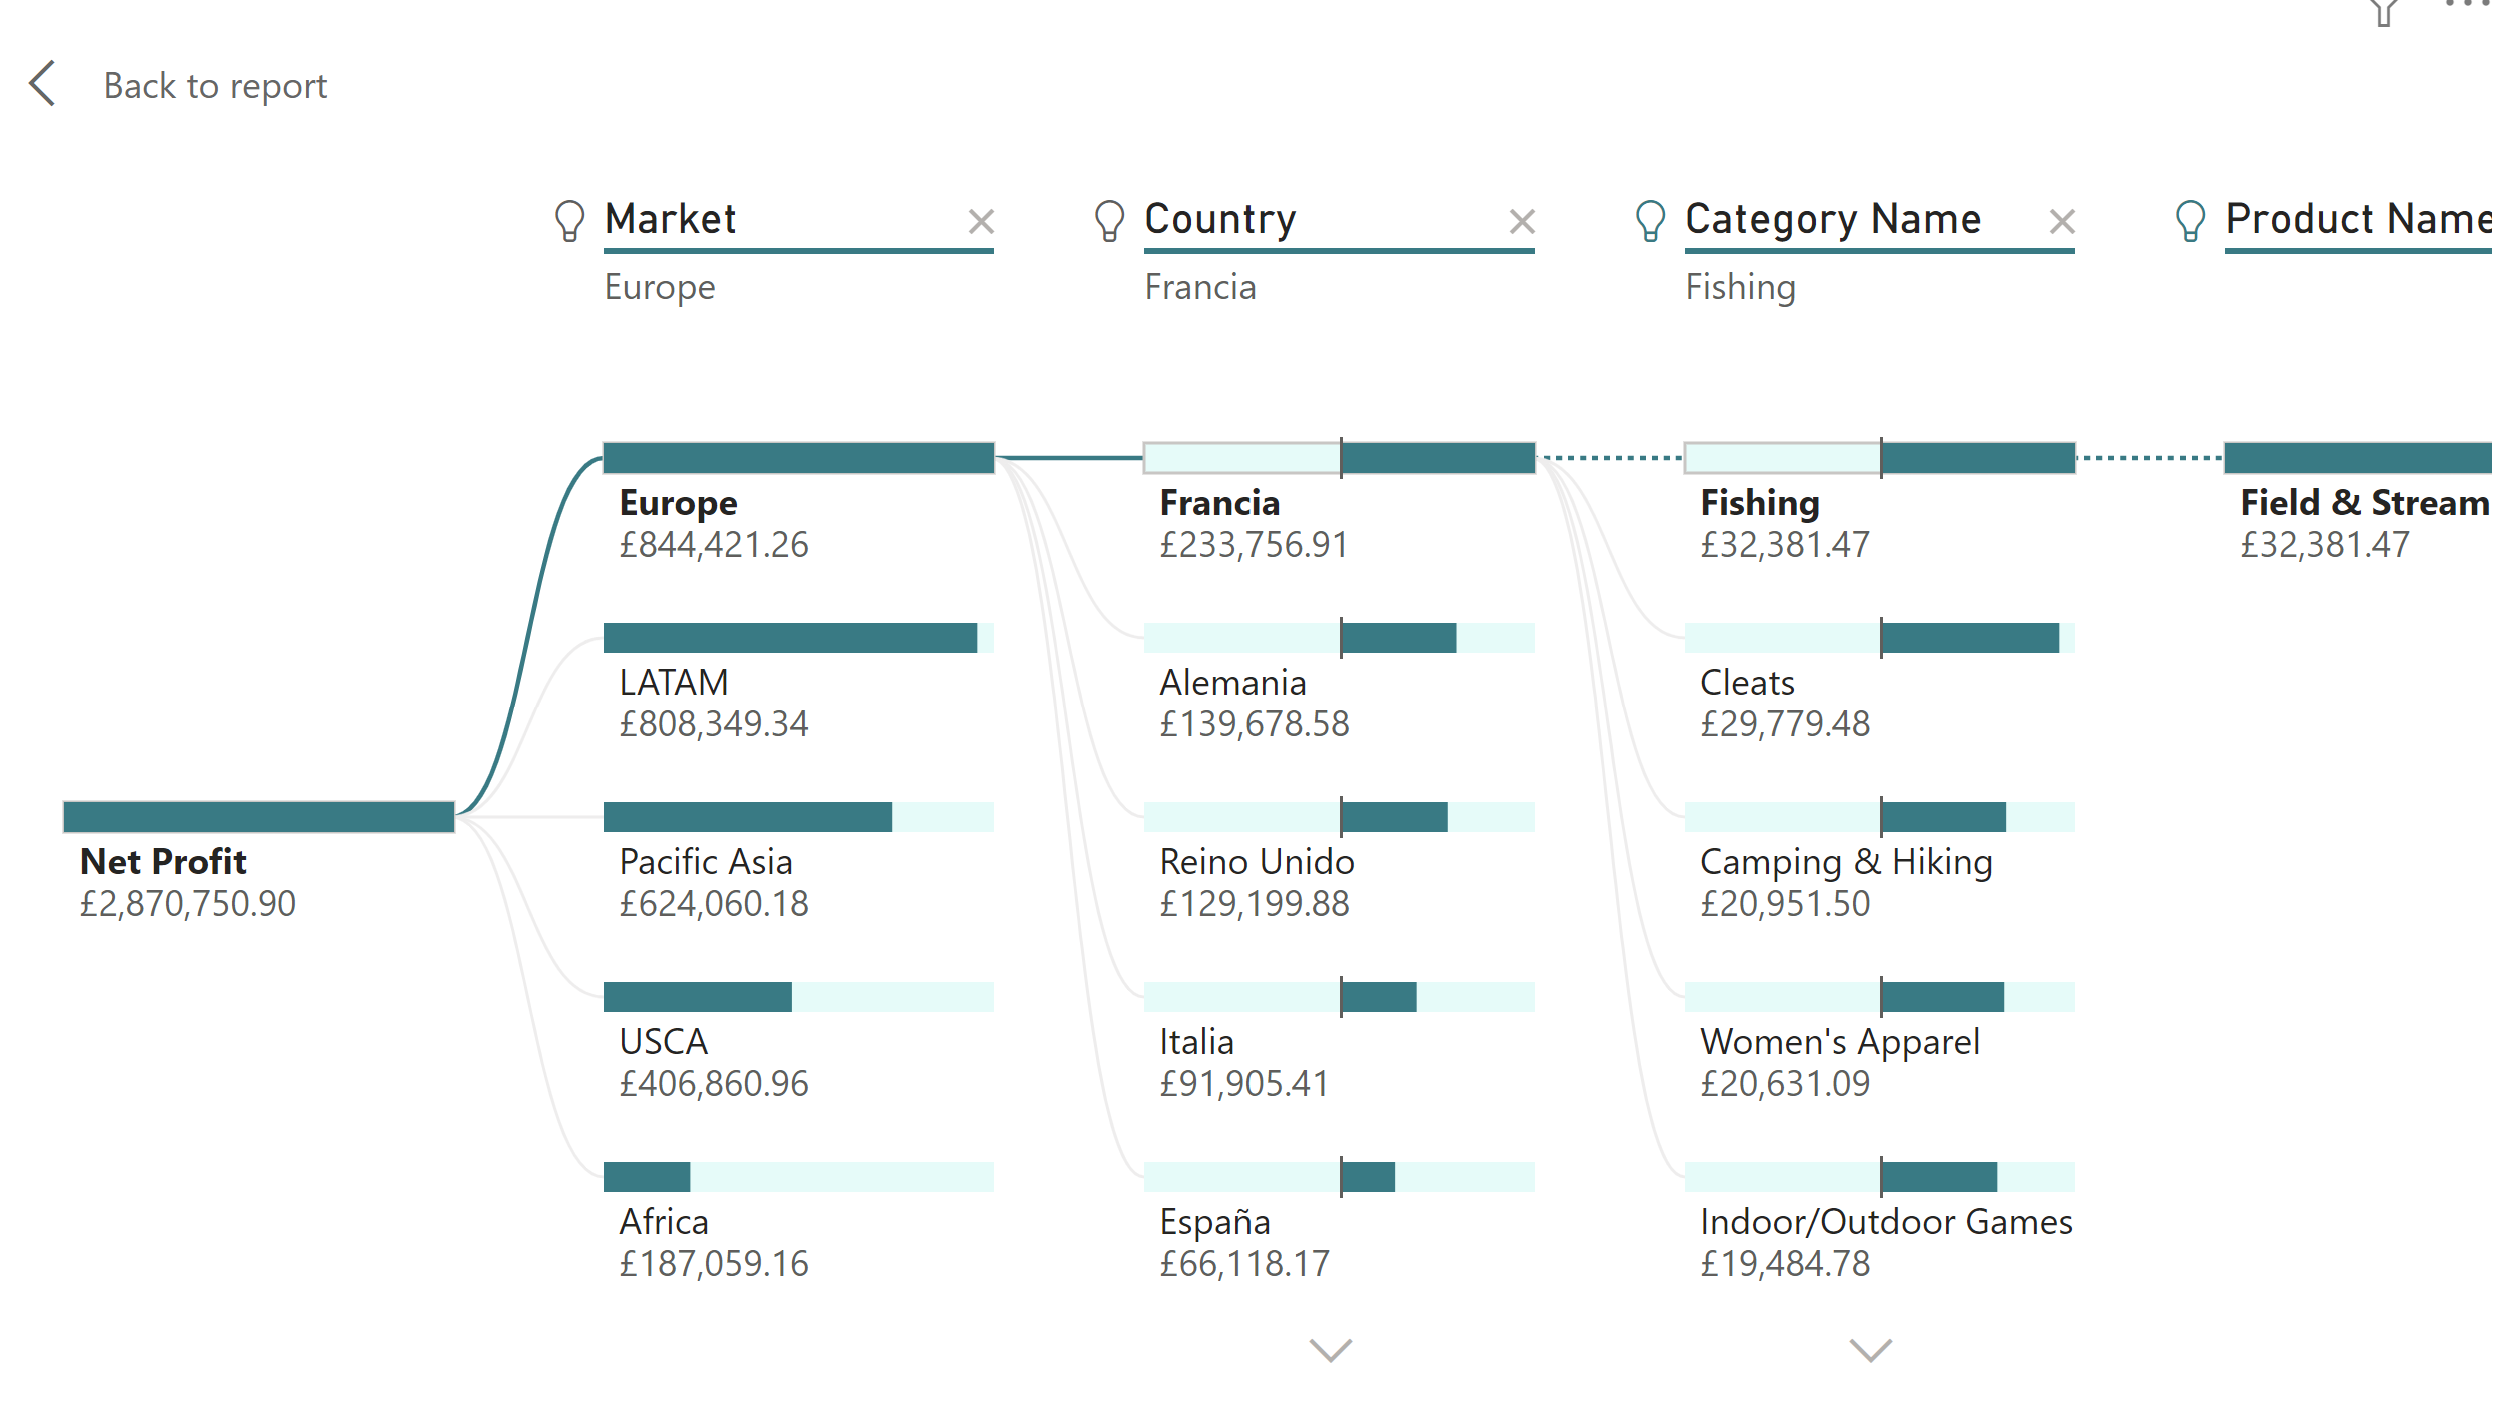 Back to report
Market
Europe
Country
Francia
Category Name
Fishing
Product Name
Net Profit
£2,870,750.90
Europe
£844,421.26
LATAM
£808,349.34
Pacific Asia
£624,060.18
USCA
£406,860.96
Africa
£187,059.16
Francia
£233,756.91
Alemania
£139,678.58
Reino Unido
£129,199.88
Italia
£91,905.41
España
£66,118.17
Fishing
£32,381.47
Cleats
£29,779.48
Camping & Hiking
£20,951.50
Women's Apparel
£20,631.09
Indoor/Outdoor Games
£19,484.78
Field & Stream
£32,381.47